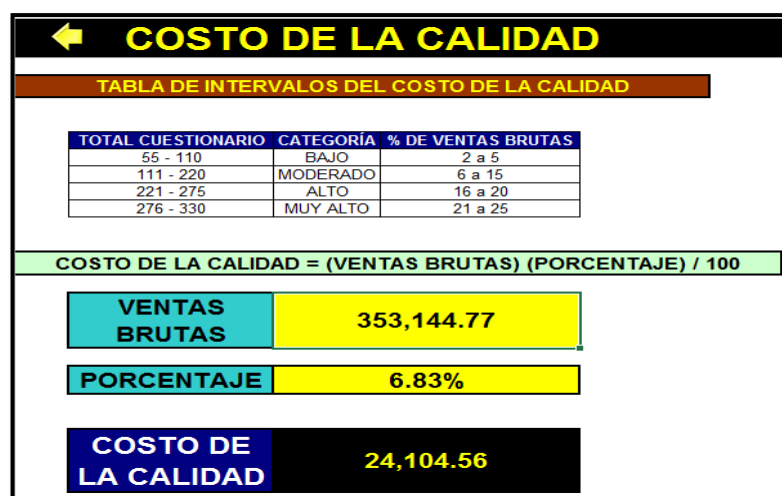 COSTO DE LA CALIDAD
TABLA DE INTERVALOS DEL COSTO DE LA CALIDAD
TOTAL CUESTIONARIO CATEGORÍA % DE VENTAS BRUTAS
55 - 110 BAJO 2 a 5
111 - 220 MODERADO 6 a 15
221 - 275 ALTO 16 a 20
276 - 330 MUY ALTO 21 a 25
COSTO DE LA CALIDAD = (VENTAS BRUTAS) (PORCENTAJE) / 100
VENTAS
BRUTAS
353,144.77
PORCENTAJE 6.83%
COSTO DE
LA CALIDAD
24,104.56